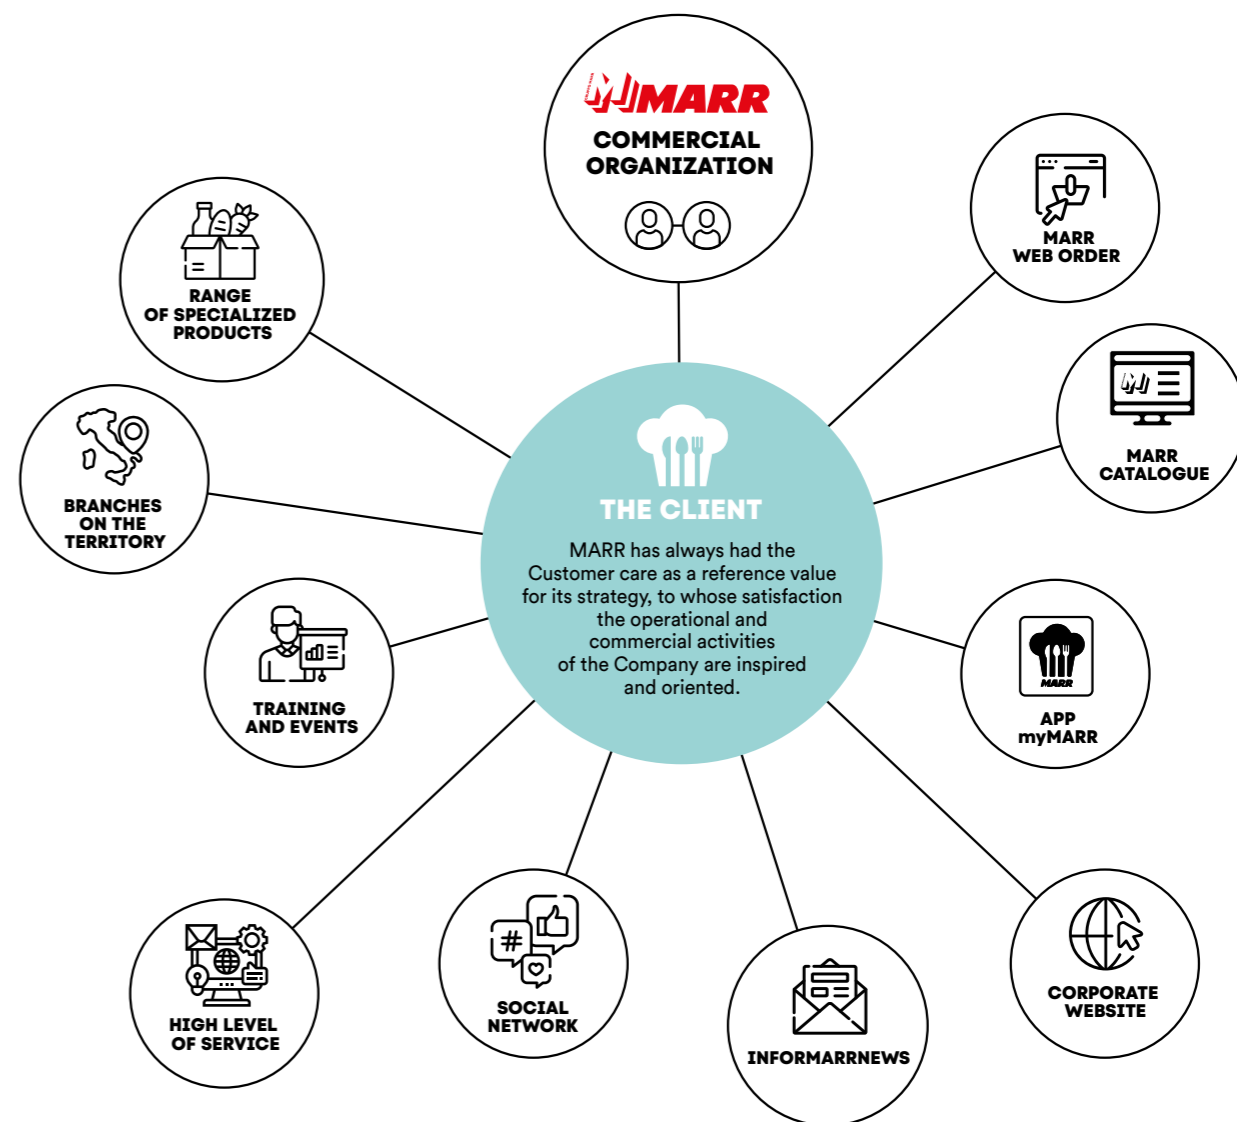 MARR
COMMERCIAL
ORGANIZATION
MARR
WEB ORDER
MARR
CATALOGUE
MARR
APP
myMARR
CORPORATE
WEBSITE
INFORMARRNEWS
#
SOCIAL
NETWORK
HIGH LEVEL
OF SERVICE
TRAINING
AND EVENTS
BRANCHES
ON THE
TERRITORY
RANGE
OF SPECIALIZED
PRODUCTS
THE CLIENT
MARR has always had the
Customer care as a reference value
for its strategy, to whose satisfaction
the operational and
commercial activities
of the Company are inspired
and oriented.